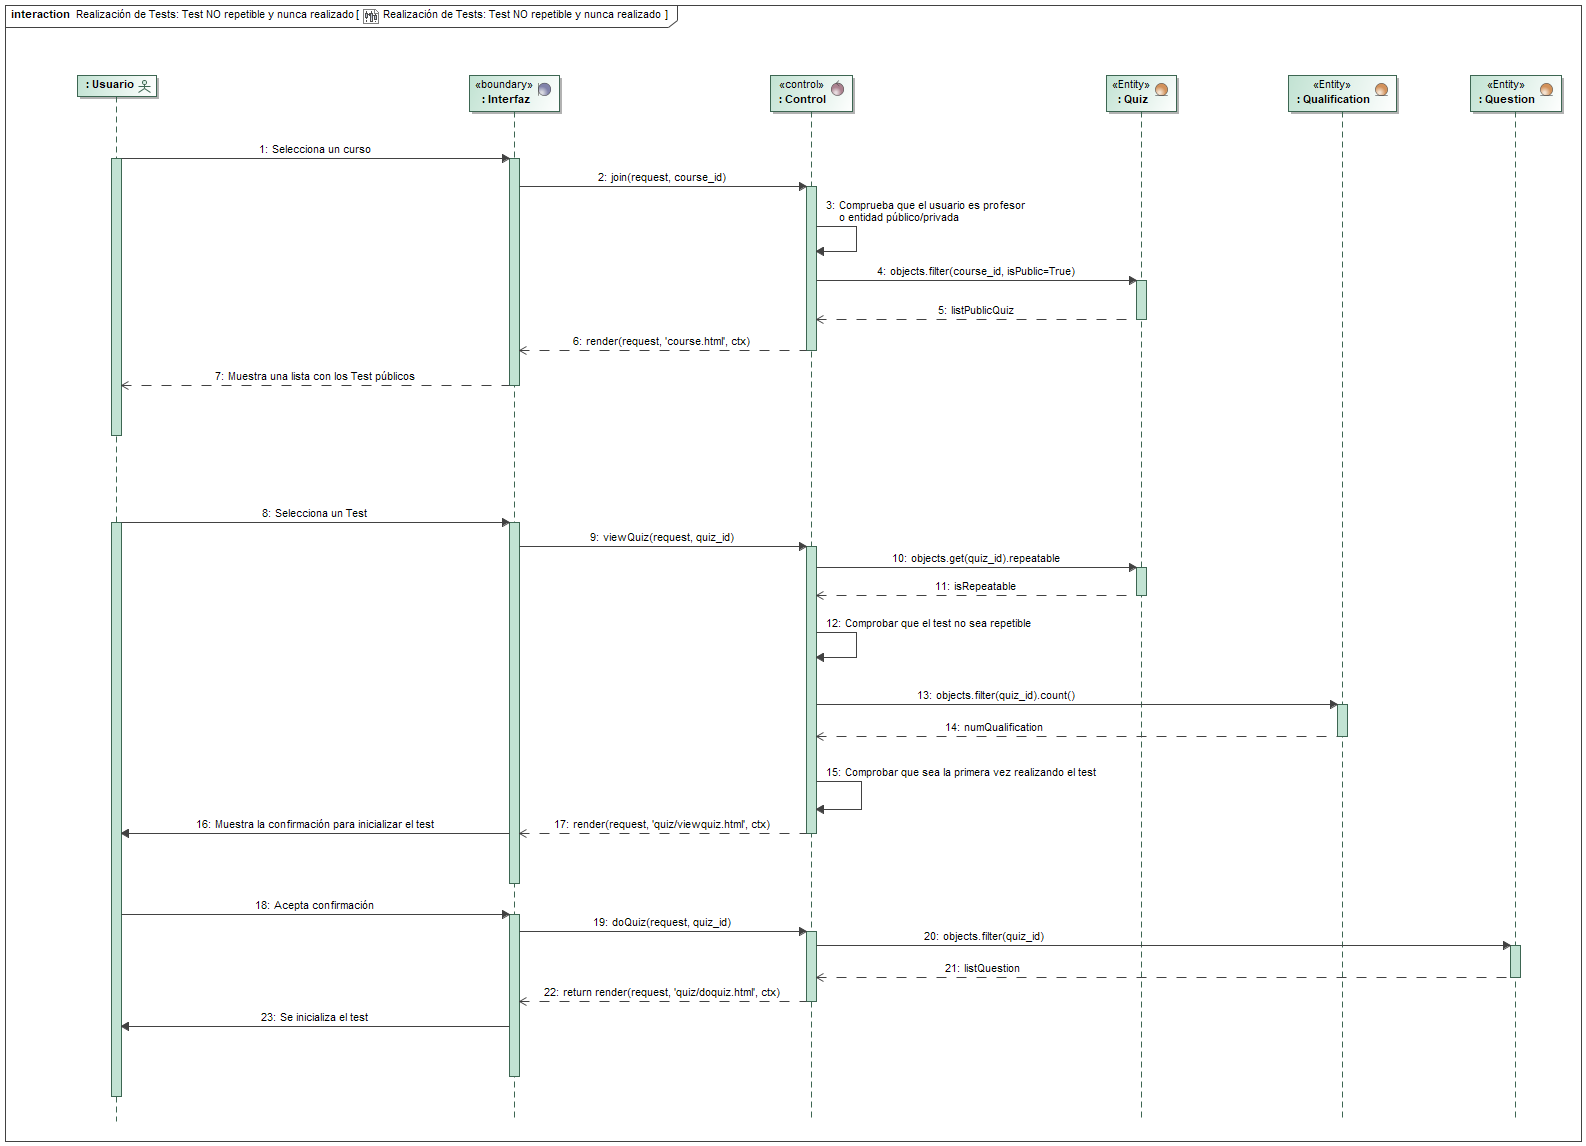 interaction Realización de Tests: Test NO repetible y nunca realizado [ Realización de Tests: Test NO repetible y nunca realizado ]
: Usuario
«boundary»
: Interfaz
«control»
: Control
«Entity»
: Quiz
«Entity»
: Qualification
«Entity»
: Question
1: Selecciona un curso
2: join(request, course_id)
3: Comprueba que el usuario es profesor
o entidad público/privada
4: objects.filter(course_id, isPublic=True)
5: listPublicQuiz
6: render(request, 'course.html', ctx)
7: Muestra una lista con los Test públicos
8: Selecciona un Test
9: viewQuiz(request, quiz_id)
10: objects.get(quiz_id).repeatable
11: isRepeatable
12: Comprobar que el test no sea repetible
13: objects.filter(quiz_id).count()
14: numQualification
15: Comprobar que sea la primera vez realizando el test
16: Muestra la confirmación para inicializar el test
17: render(request, 'quiz/viewquiz.html', ctx)
18: Acepta confirmación
19: doQuiz(request, quiz_id)
20: objects.filter(quiz_id)
21: listQuestion
22: return render(request, 'quiz/doquiz.html', ctx)
23: Se inicializa el test